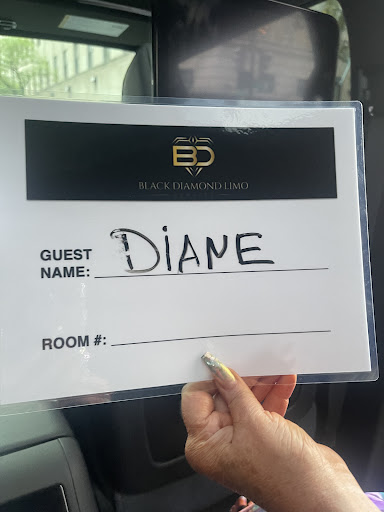 BD
BLACK DIAMOND LIMO
GUEST
NAME: DIANE
ROOM #: